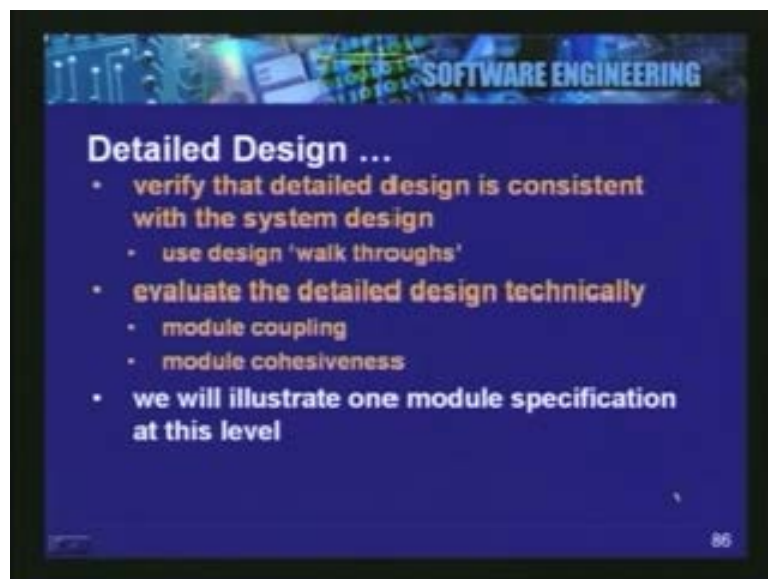 SOFTWARE ENGINEERING
Detailed Design ...
• verify that detailed design is consistent
with the system design
• use design 'walk throughs'
• evaluate the detailed design technically
• module coupling
• module cohesiveness
• we will illustrate one module specification
at this level
86